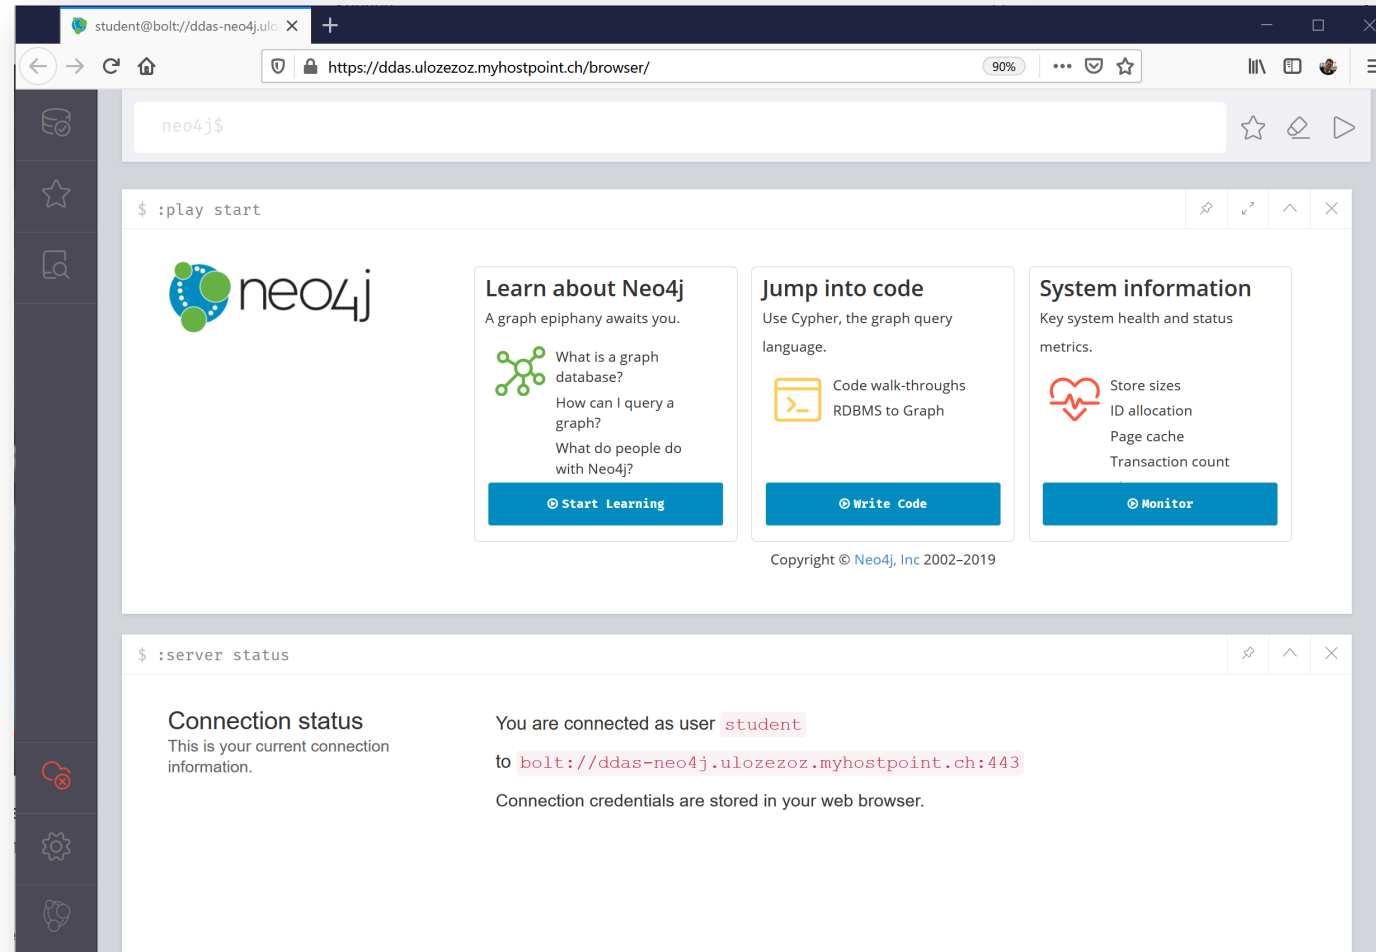 student@bolt://ddas-neo4j.ulo
https://ddas.ulozezoz.myhostpoint.ch/browser/
90%
neo4j$
$ :play start
neo4j
Learn about Neo4j
A graph epiphany awaits you.
What is a graph
database?
How can I query a
graph?
What do people do
with Neo4j?
Start Learning
Jump into code
Use Cypher, the graph query
language.
Code walk-throughs
RDBMS to Graph
Write Code
System information
Key system health and status
metrics.
Store sizes
ID allocation
Page cache
Transaction count
Monitor
Copyright © Neo4j, Inc 2002–2019
$ :server status
Connection status
This is your current connection
information.
You are connected as user student
to bolt://ddas-neo4j.ulozezoz.myhostpoint.ch:443
Connection credentials are stored in your web browser.